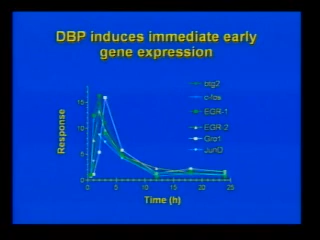 DBP induces immediate early
gene expression
btg2
c-fos
EGR-1
EGR-2
Gro1
JunD
Response
15
10
5
0
0
5
10
15
20
25
Time (h)